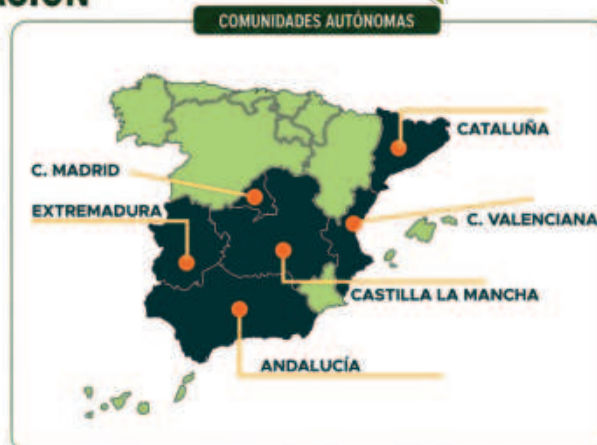 COMUNIDADES AUTÓNOMAS
CATALUÑA
C. MADRID
EXTREMADURA
C. VALENCIANA
CASTILLA LA MANCHA
ANDALUCÍA